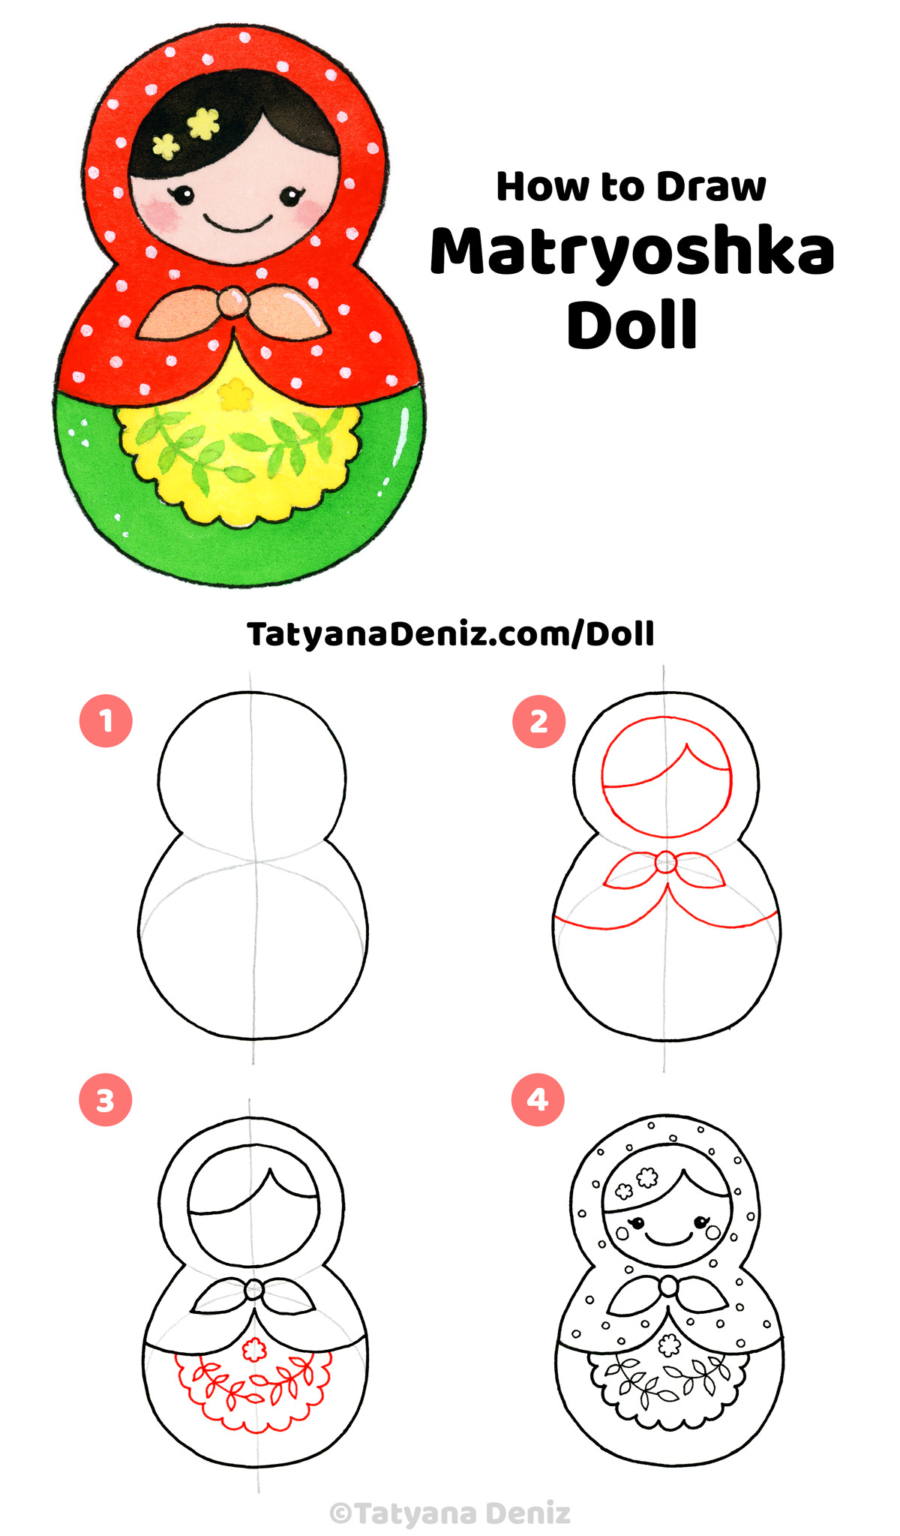 How to Draw
Matryoshka
Doll
TatyanaDeniz.com/Doll
1
2
3
4
©Tatyana Deniz